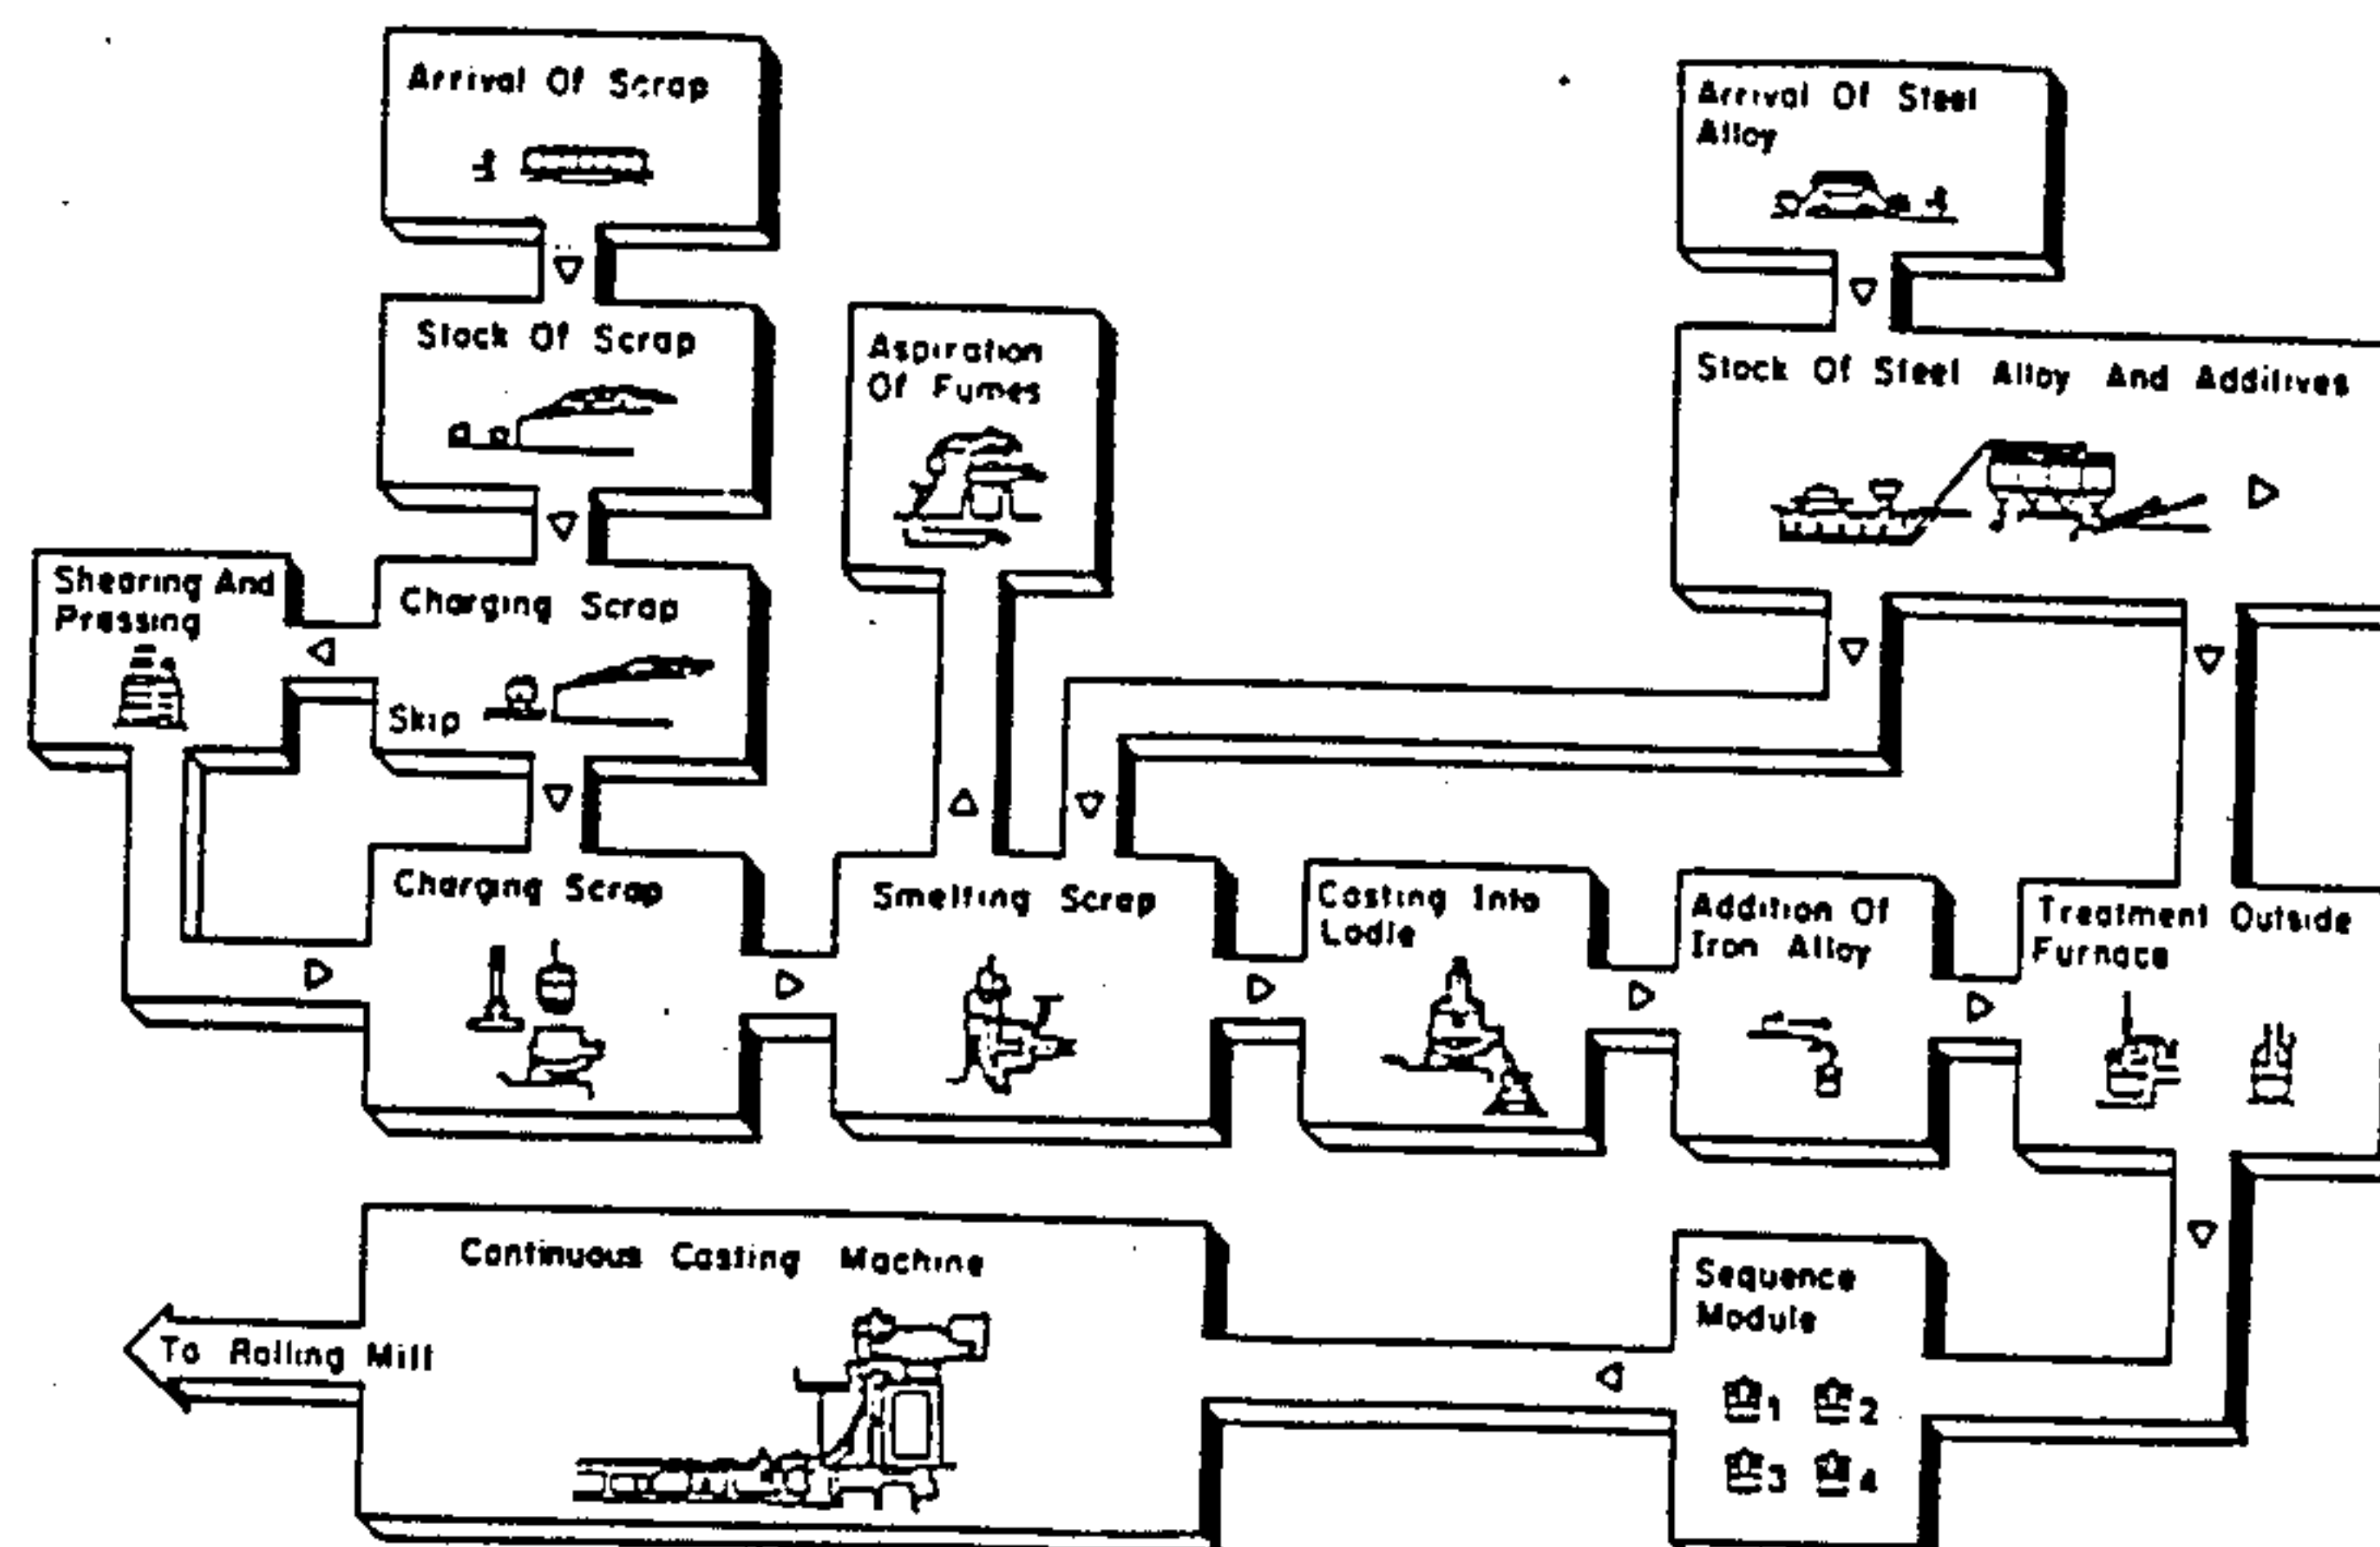 Arrival Of Scrap
Arrival Of Steel
Alloy
Stock Of Scrap
Aspiration
Of Fumes
Stock Of Steel Alloy And Additives
Shearing And
Pressing
Charging Scrap
Skip
Charging Scrap
Smelting Scrap
Casting Into
Ladle
Addition Of
Iron Alloy
Treatment Outside
Furnace
Continuous Casting Machine
Sequence
Module
To Rolling Mill
1 2
3 4